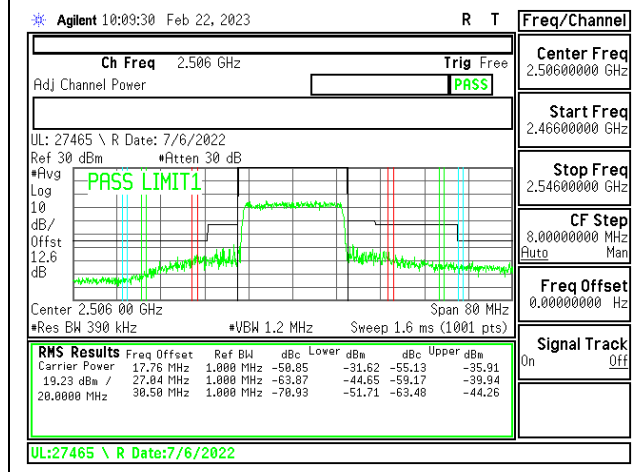 Agilent 10:09:30 Feb 22, 2023 R T
Freq/Channel
Ch Freq 2.506 GHz Trig Free
Adj Channel Power PASS
Center Freq
2.50600000 GHz
Start Freq
2.46600000 GHz
UL: 27465 \ R Date: 7/6/2022
Ref 30 dBm #Atten 30 dB
#Avg
Log
10
dB/
Offst
12.6
dB
PASS LIMIT1
Stop Freq
2.54600000 GHz
CF Step
8.00000000 MHz
Auto Man
Freq Offset
0.00000000 Hz
Center 2.506 00 GHz Span 80 MHz
#Res BW 390 kHz #VBW 1.2 MHz Sweep 1.6 ms (1001 pts)
Signal Track
On Off
RMS Results Freq Offset Ref BW dBc Lower dBm dBc Upper dBm
Carrier Power 17.76 MHz 1.000 MHz -50.85 -31.62 -55.13 -35.91
19.23 dBm / 27.04 MHz 1.000 MHz -63.87 -44.65 -59.17 -39.94
20.0000 MHz 30.50 MHz 1.000 MHz -70.93 -51.71 -63.48 -44.26
UL:27465 \ R Date:7/6/2022